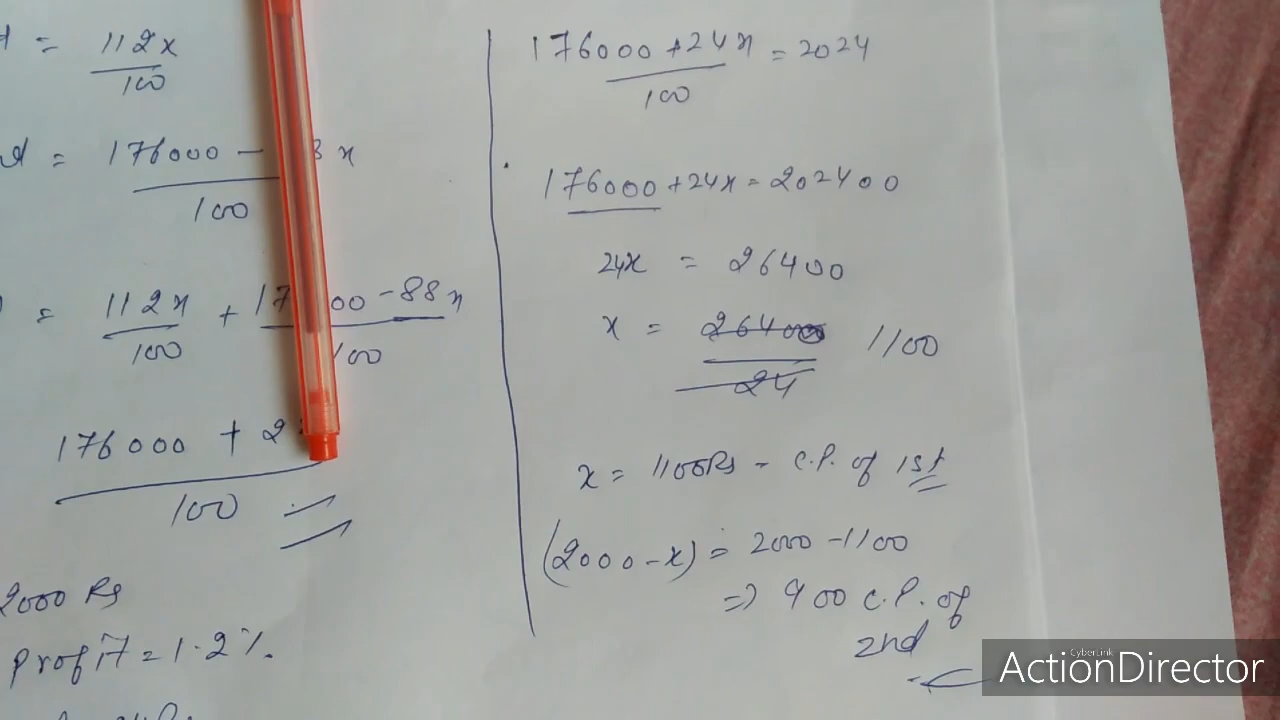 = 112x
100
= 176000 - 8 x
100
= 112x + 17 00 - 88x
100 100
176000 + 2
100
2000 Rs
Profit = 1.2%.
176000 + 24x = 2024
100
176000 + 24x = 202400
24x = 26400
x = 26400 1100
24
x = 1100Rs - C.P. of 1st
(2000 - x) = 2000 - 1100
=> 900 C.P. of
2nd
CyberLink
ActionDirector